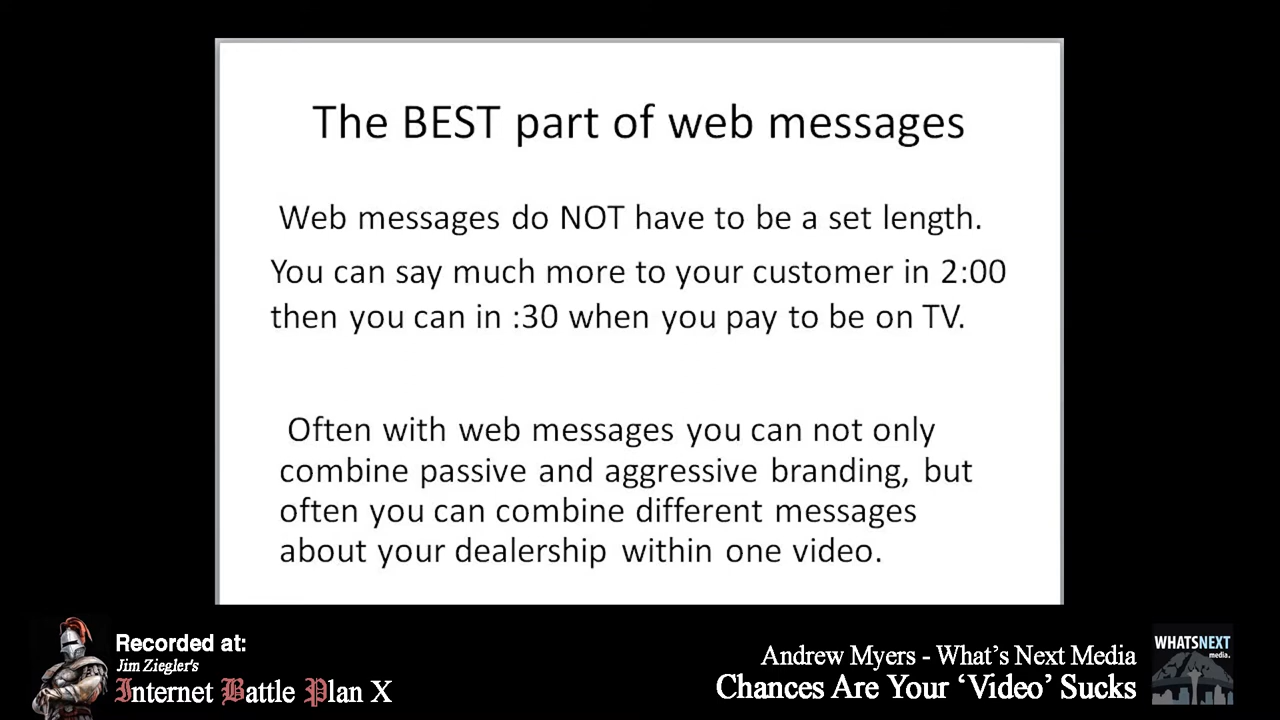 The BEST part of web messages
Web messages do NOT have to be a set length.
You can say much more to your customer in 2:00
then you can in :30 when you pay to be on TV.
Often with web messages you can not only
combine passive and aggressive branding, but
often you can combine different messages
about your dealership within one video.
Recorded at:
Jim Ziegler's
Internet Battle Plan X
Andrew Myers - What's Next Media
Chances Are Your ‘Video’ Sucks
WHATSNEXT
media.